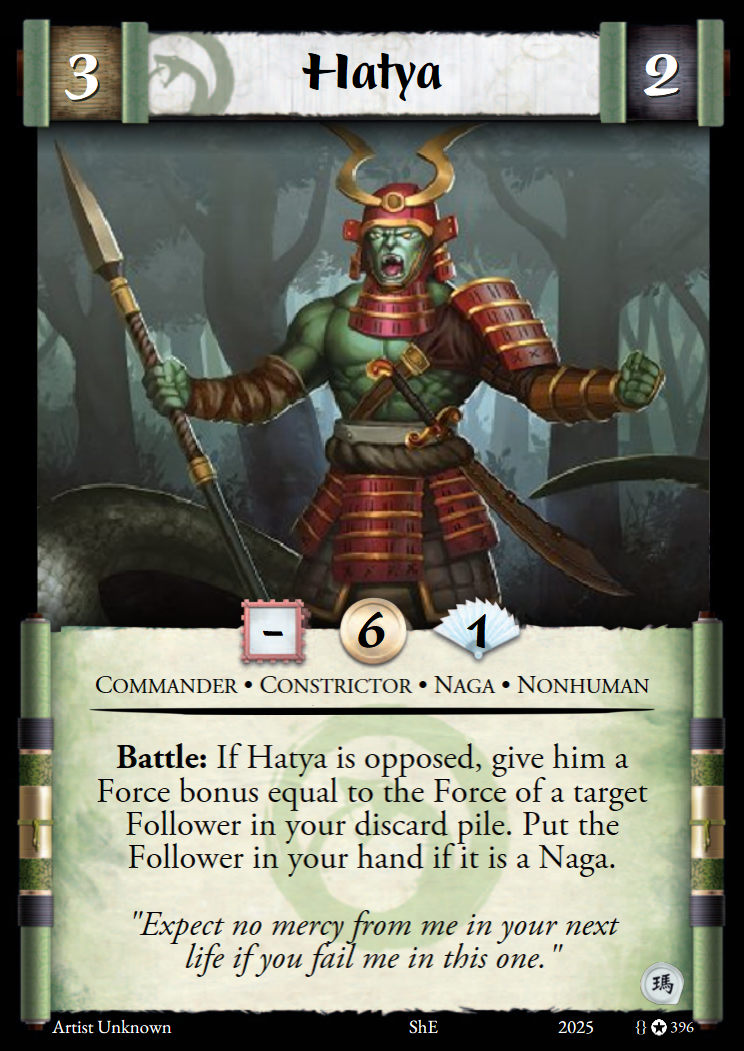 3 Hatya 2
- 6 1
COMMANDER • CONSTRICTOR • NAGA • NONHUMAN
Battle: If Hatya is opposed, give him a
Force bonus equal to the Force of a target
Follower in your discard pile. Put the
Follower in your hand if it is a Naga.
"Expect no mercy from me in your next
life if you fail me in this one."
瑪
Artist Unknown ShE 2025 {} ✪ 396